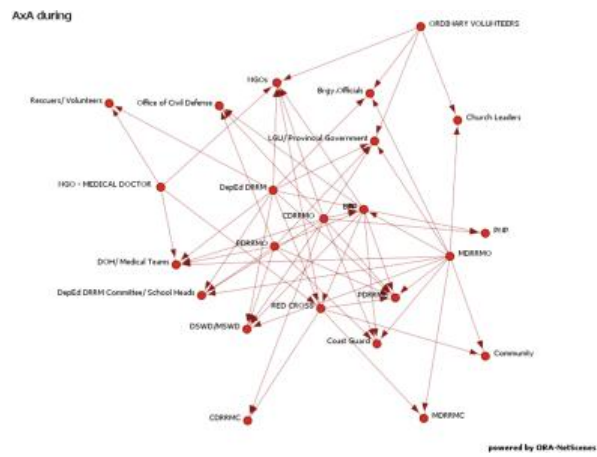 AxA during
ORDINARY VOLUNTEERS
NGOs
Brgy.Officials
Rescuers/Volunteers
Office of Civil Defense
Church Leaders
LGU/Provincial Government
NGO - MEDICAL DOCTOR
DepEd DRRM
CDRRMO
BFP
PNP
PDRRMO
MDRRMO
DOH/Medical Teams
DepEd DRRM Committee/School Heads
RED CROSS
DSWD/MSWD
Coast Guard
Community
CDRRMC
MDRRMC
powered by ORA-NetScenes